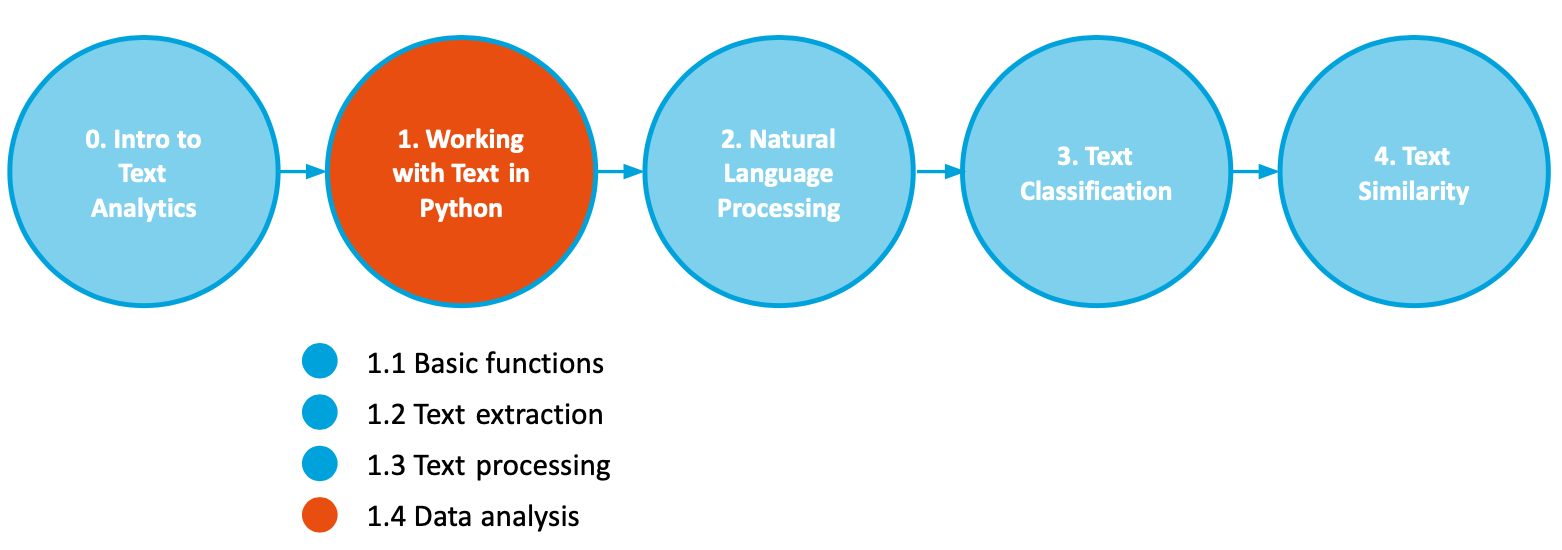 0. Intro to
Text
Analytics
1. Working
with Text in
Python
2. Natural
Language
Processing
3. Text
Classification
4. Text
Similarity
1.1 Basic functions
1.2 Text extraction
1.3 Text processing
1.4 Data analysis